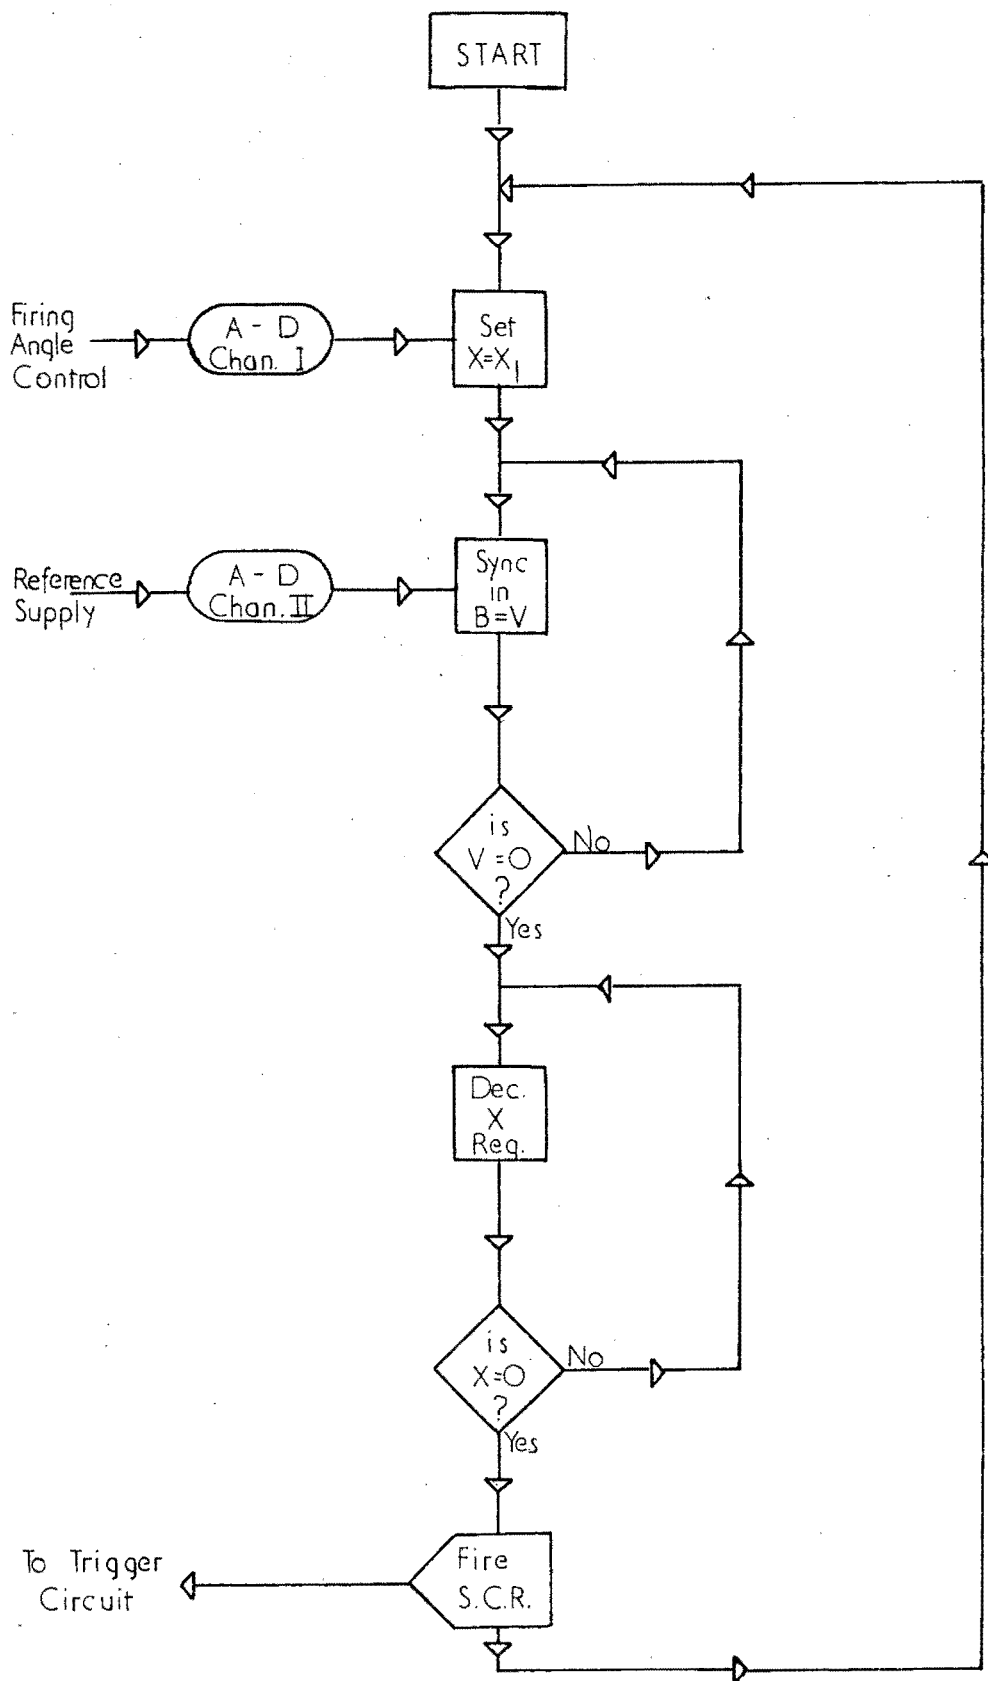 START
Firing
Angle
Control
A - D
Chan. I
Set
X=X1
Reference
Supply
A - D
Chan. II
Sync
in
B=V
is
V=O
?
No
Yes
Dec.
X
Reg.
is
X=O
?
No
Yes
To Trigger
Circuit
Fire
S.C.R.